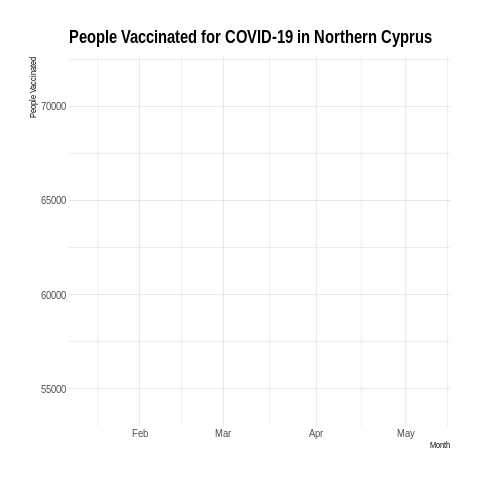 People Vaccinated for COVID-19 in Northern Cyprus
People Vaccinated
70000
65000
60000
55000
Feb Mar Apr May
Month